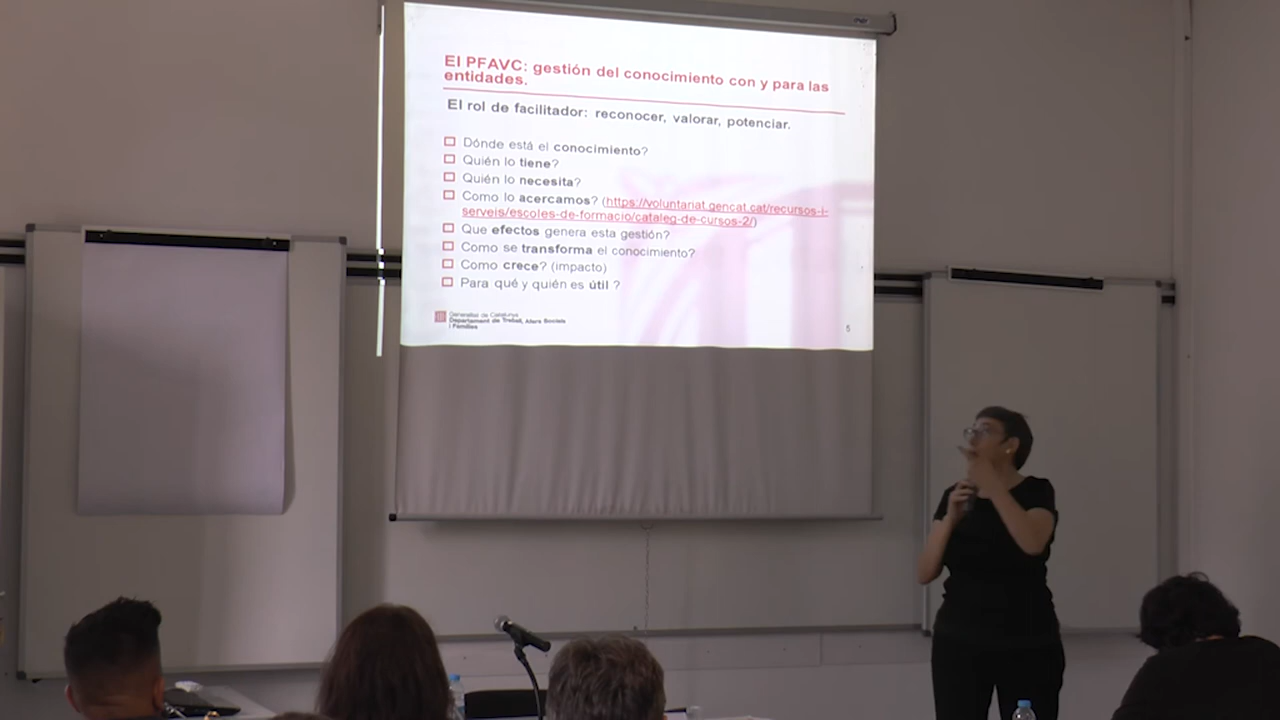 El PFAVC: gestión del conocimiento con y para las
entidades.
El rol de facilitador: reconocer, valorar, potenciar.
Dónde está el conocimiento?
Quién lo tiene?
Quién lo necesita?
Como lo acercamos? (https://voluntariat.gencat.cat/recursos-i-
serveis/escoles-de-formacio/cataleg-de-cursos-2/)
Que efectos genera esta gestión?
Como se transforma el conocimiento?
Como crece? (impacto)
Para qué y quién es útil ?
Generalitat de Catalunya
Departament de Treball, Afers Socials
i Famílies
5